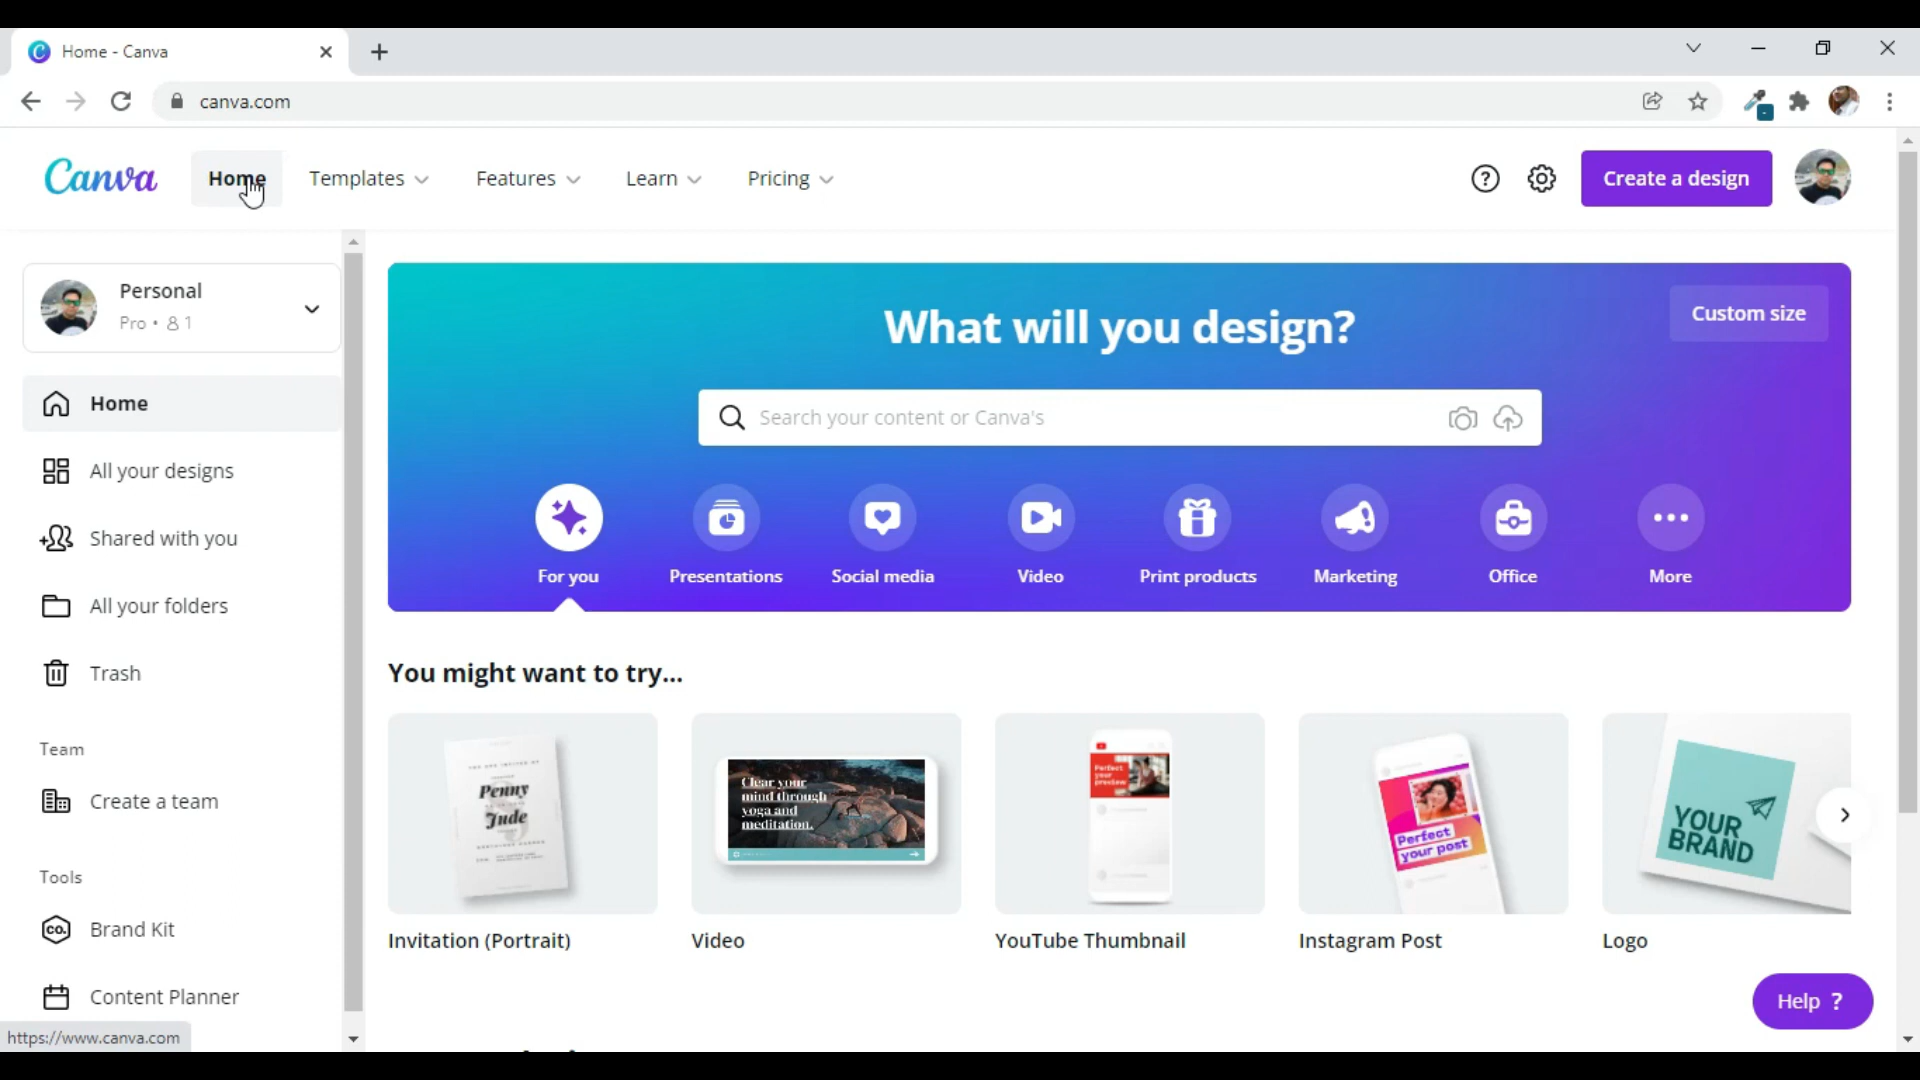 Home - Canva
canva.com
Canva
Home
Templates
Features
Learn
Pricing
Create a design
Personal
Pro • 1
Home
All your designs
Shared with you
All your folders
Trash
Team
Create a team
Tools
co.
Brand Kit
Content Planner
https://www.canva.com
What will you design?
Custom size
Search your content or Canva's
For you
Presentations
Social media
Video
Print products
Marketing
Office
More
You might want to try...
Penny
Jude
Invitation (Portrait)
Clear your
mind through
yoga and
meditation.
Video
Perfect
your
preview
YouTube Thumbnail
Perfect
your post
Instagram Post
YOUR
BRAND
Logo
Help ?